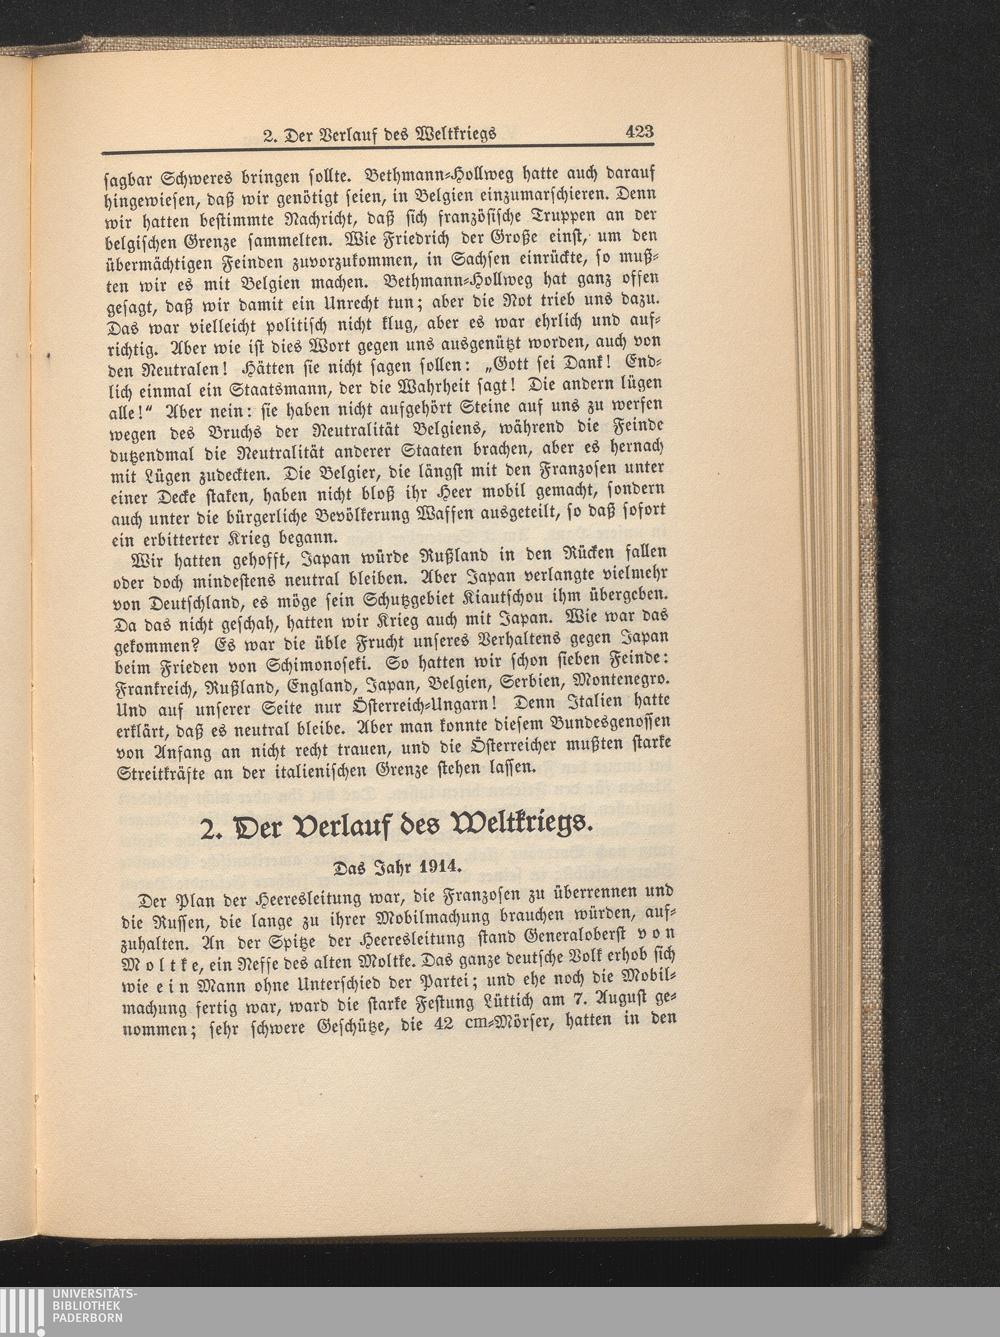 2. Der Verlauf des Weltkriegs 423
sagbar Schweres bringen sollte. Bethmann-Hollweg hatte auch darauf
hingewiesen, daß wir genötigt seien, in Belgien einzumarschieren. Denn
wir hatten bestimmte Nachricht, daß sich französische Truppen an der
belgischen Grenze sammelten. Wie Friedrich der Große einst, um den
übermächtigen Feinden zuvorzukommen, in Sachsen einrückte, so muß-
ten wir es mit Belgien machen. Bethmann-Hollweg hat ganz offen
gesagt, daß wir damit ein Unrecht tun; aber die Not trieb uns dazu.
Das war vielleicht politisch nicht klug, aber es war ehrlich und auf-
richtig. Aber wie ist dies Wort gegen uns ausgenützt worden, auch von
den Neutralen! Hätten sie nicht sagen sollen: „Gott sei Dank! End-
lich einmal ein Staatsmann, der die Wahrheit sagt! Die andern lügen
alle!“ Aber nein: sie haben nicht aufgehört Steine auf uns zu werfen
wegen des Bruchs der Neutralität Belgiens, während die Feinde
dutzendmal die Neutralität anderer Staaten brachen, aber es hernach
mit Lügen zudeckten. Die Belgier, die längst mit den Franzosen unter
einer Decke staken, haben nicht bloß ihr Heer mobil gemacht, sondern
auch unter die bürgerliche Bevölkerung Waffen ausgeteilt, so daß sofort
ein erbitterter Krieg begann.
Wir hatten gehofft, Japan würde Rußland in den Rücken fallen
oder doch mindestens neutral bleiben. Aber Japan verlangte vielmehr
von Deutschland, es möge sein Schutzgebiet Kiautschou ihm übergeben.
Da das nicht geschah, hatten wir Krieg auch mit Japan. Wie war das
gekommen? Es war die üble Frucht unseres Verhaltens gegen Japan
beim Frieden von Schimonoseki. So hatten wir schon sieben Feinde:
Frankreich, Rußland, England, Japan, Belgien, Serbien, Montenegro.
Und auf unserer Seite nur Österreich-Ungarn! Denn Italien hatte
erklärt, daß es neutral bleibe. Aber man konnte diesem Bundesgenossen
von Anfang an nicht recht trauen, und die Österreicher mußten starke
Streitkräfte an der italienischen Grenze stehen lassen.
2. Der Verlauf des Weltkriegs.
Das Jahr 1914.
Der Plan der Heeresleitung war, die Franzosen zu überrennen und
die Russen, die lange zu ihrer Mobilmachung brauchen würden, auf-
zuhalten. An der Spitze der Heeresleitung stand Generaloberst von
Moltke, ein Neffe des alten Moltke. Das ganze deutsche Volk erhob sich
wie ein Mann ohne Unterschied der Partei; und ehe noch die Mobil-
machung fertig war, ward die starke Festung Lüttich am 7. August ge-
nommen; sehr schwere Geschütze, die 42 cm-Mörser, hatten in den
UNIVERSITÄTS-
BIBLIOTHEK
PADERBORN